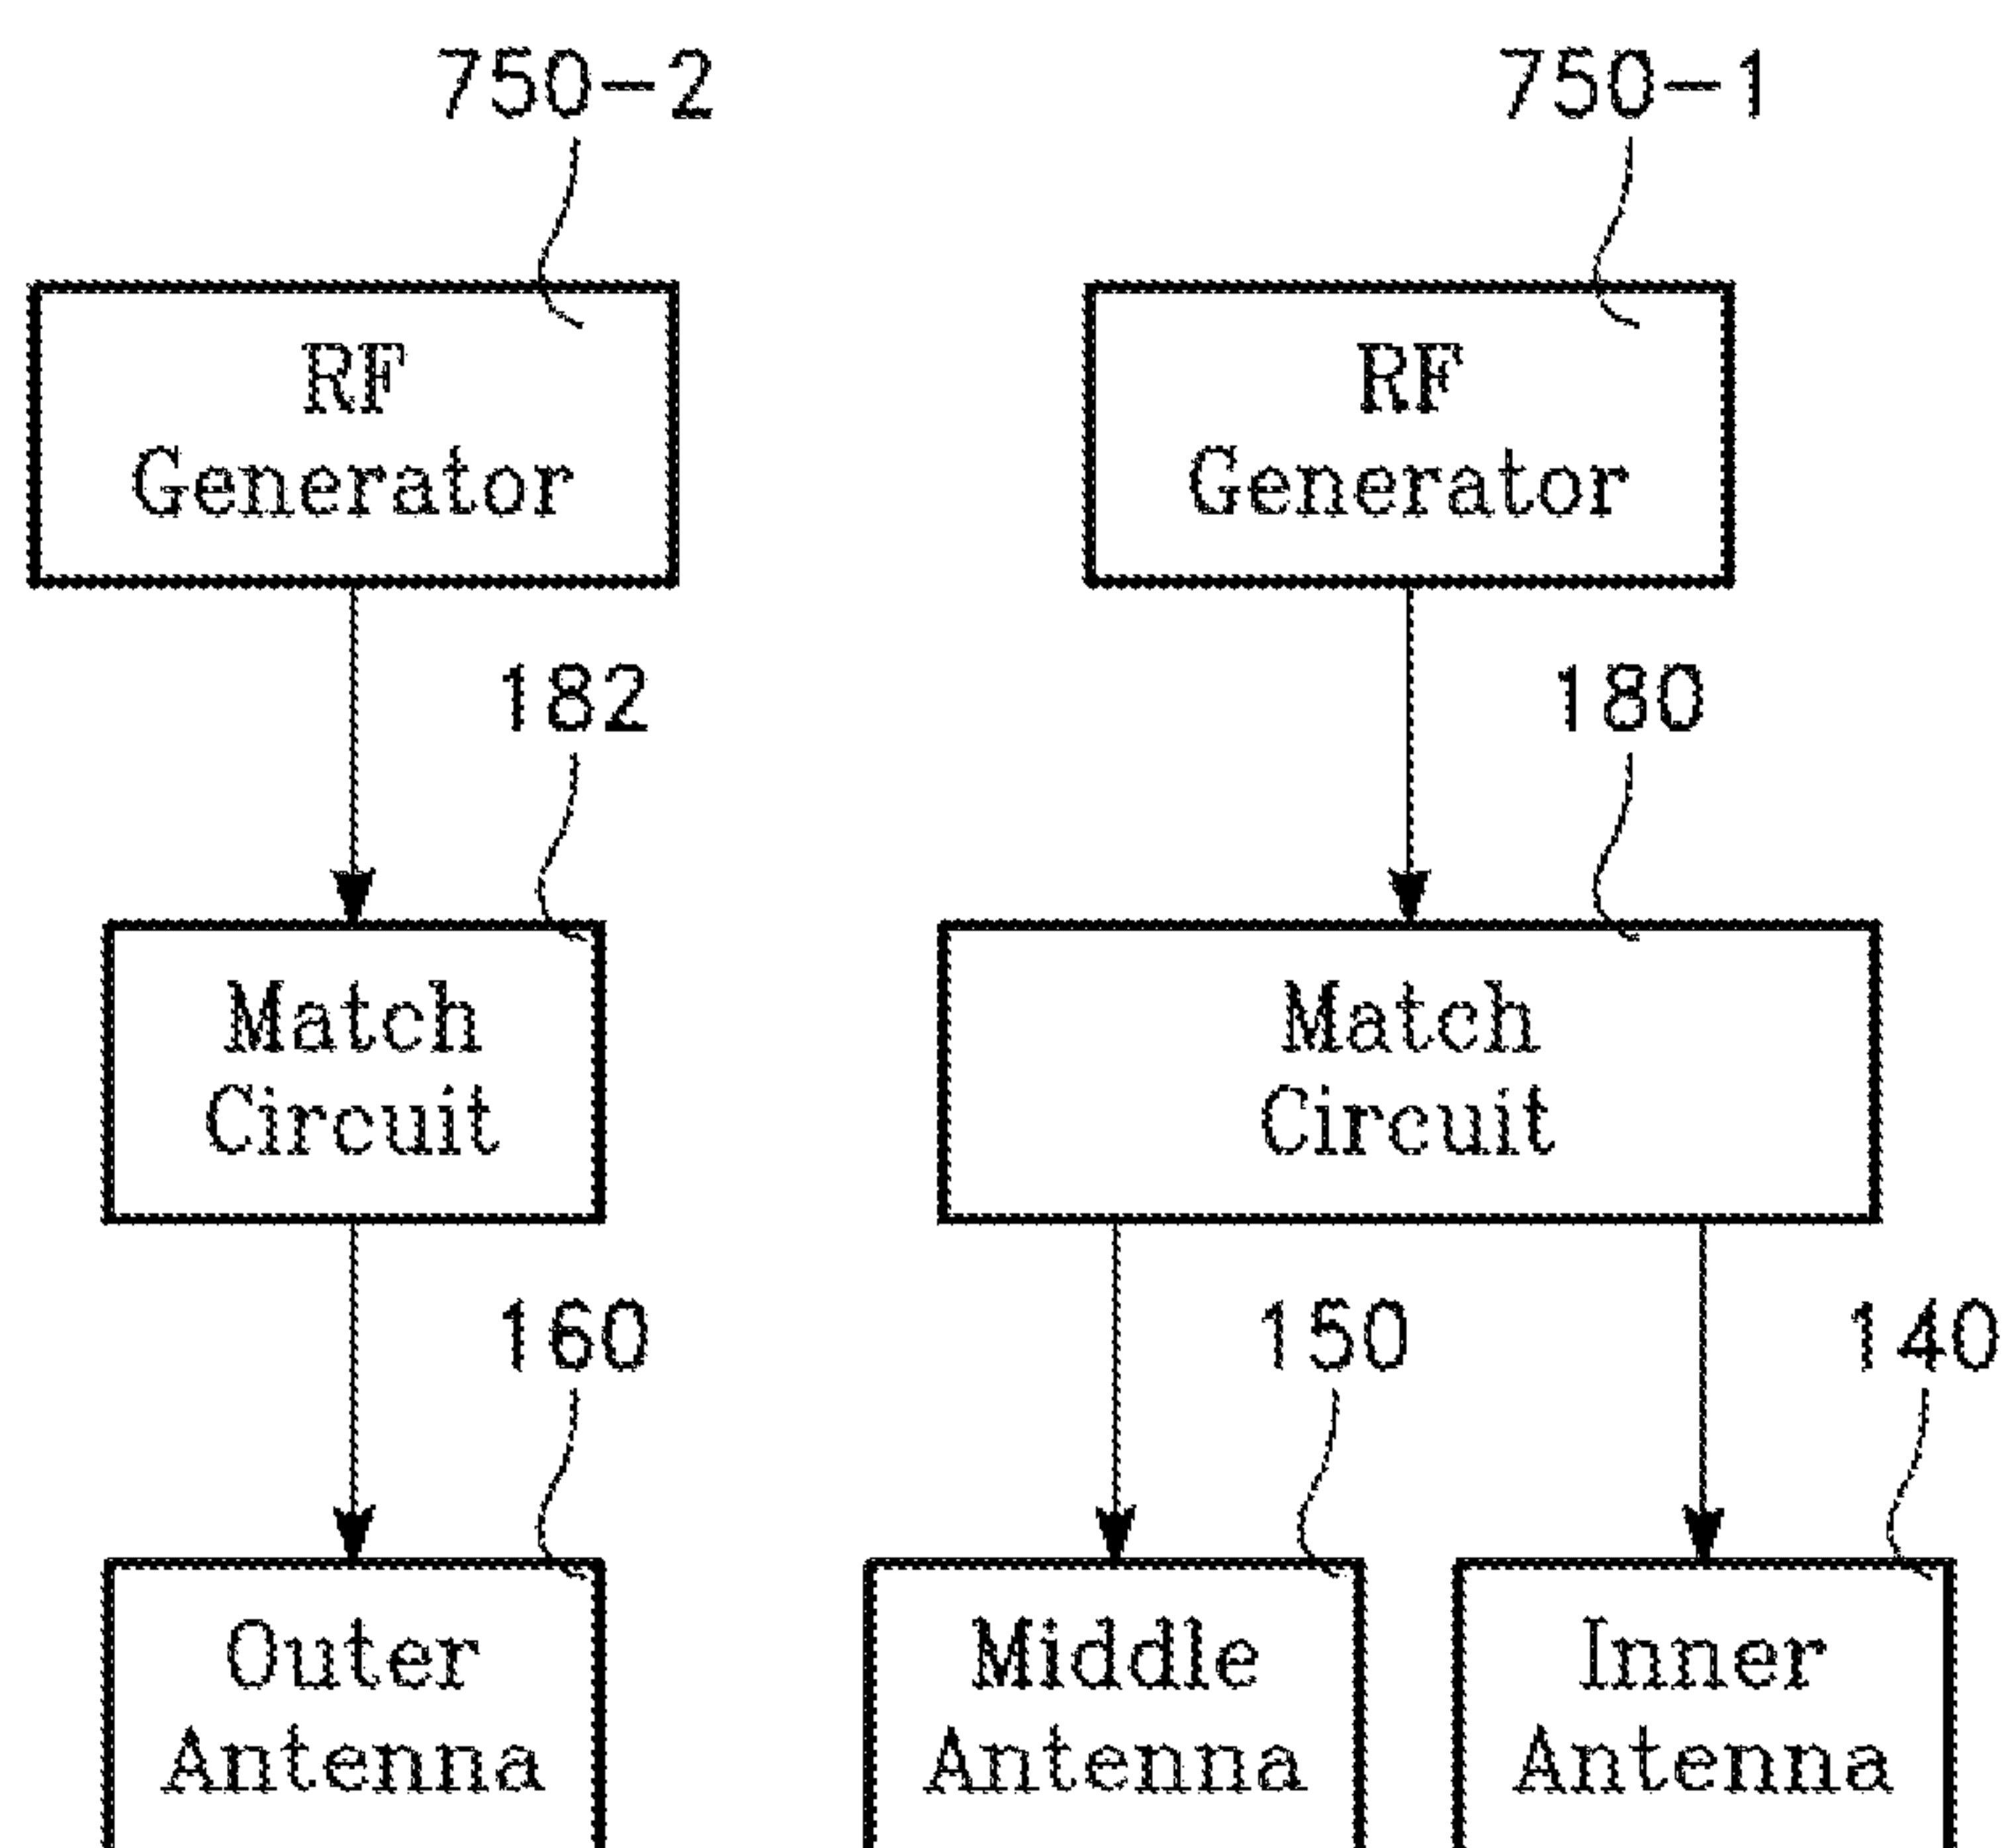 750-2
750-1
RF
Generator
RF
Generator
182
180
Match
Circuit
Match
Circuit
160
150
140
Outer
Antenna
Middle
Antenna
Inner
Antenna